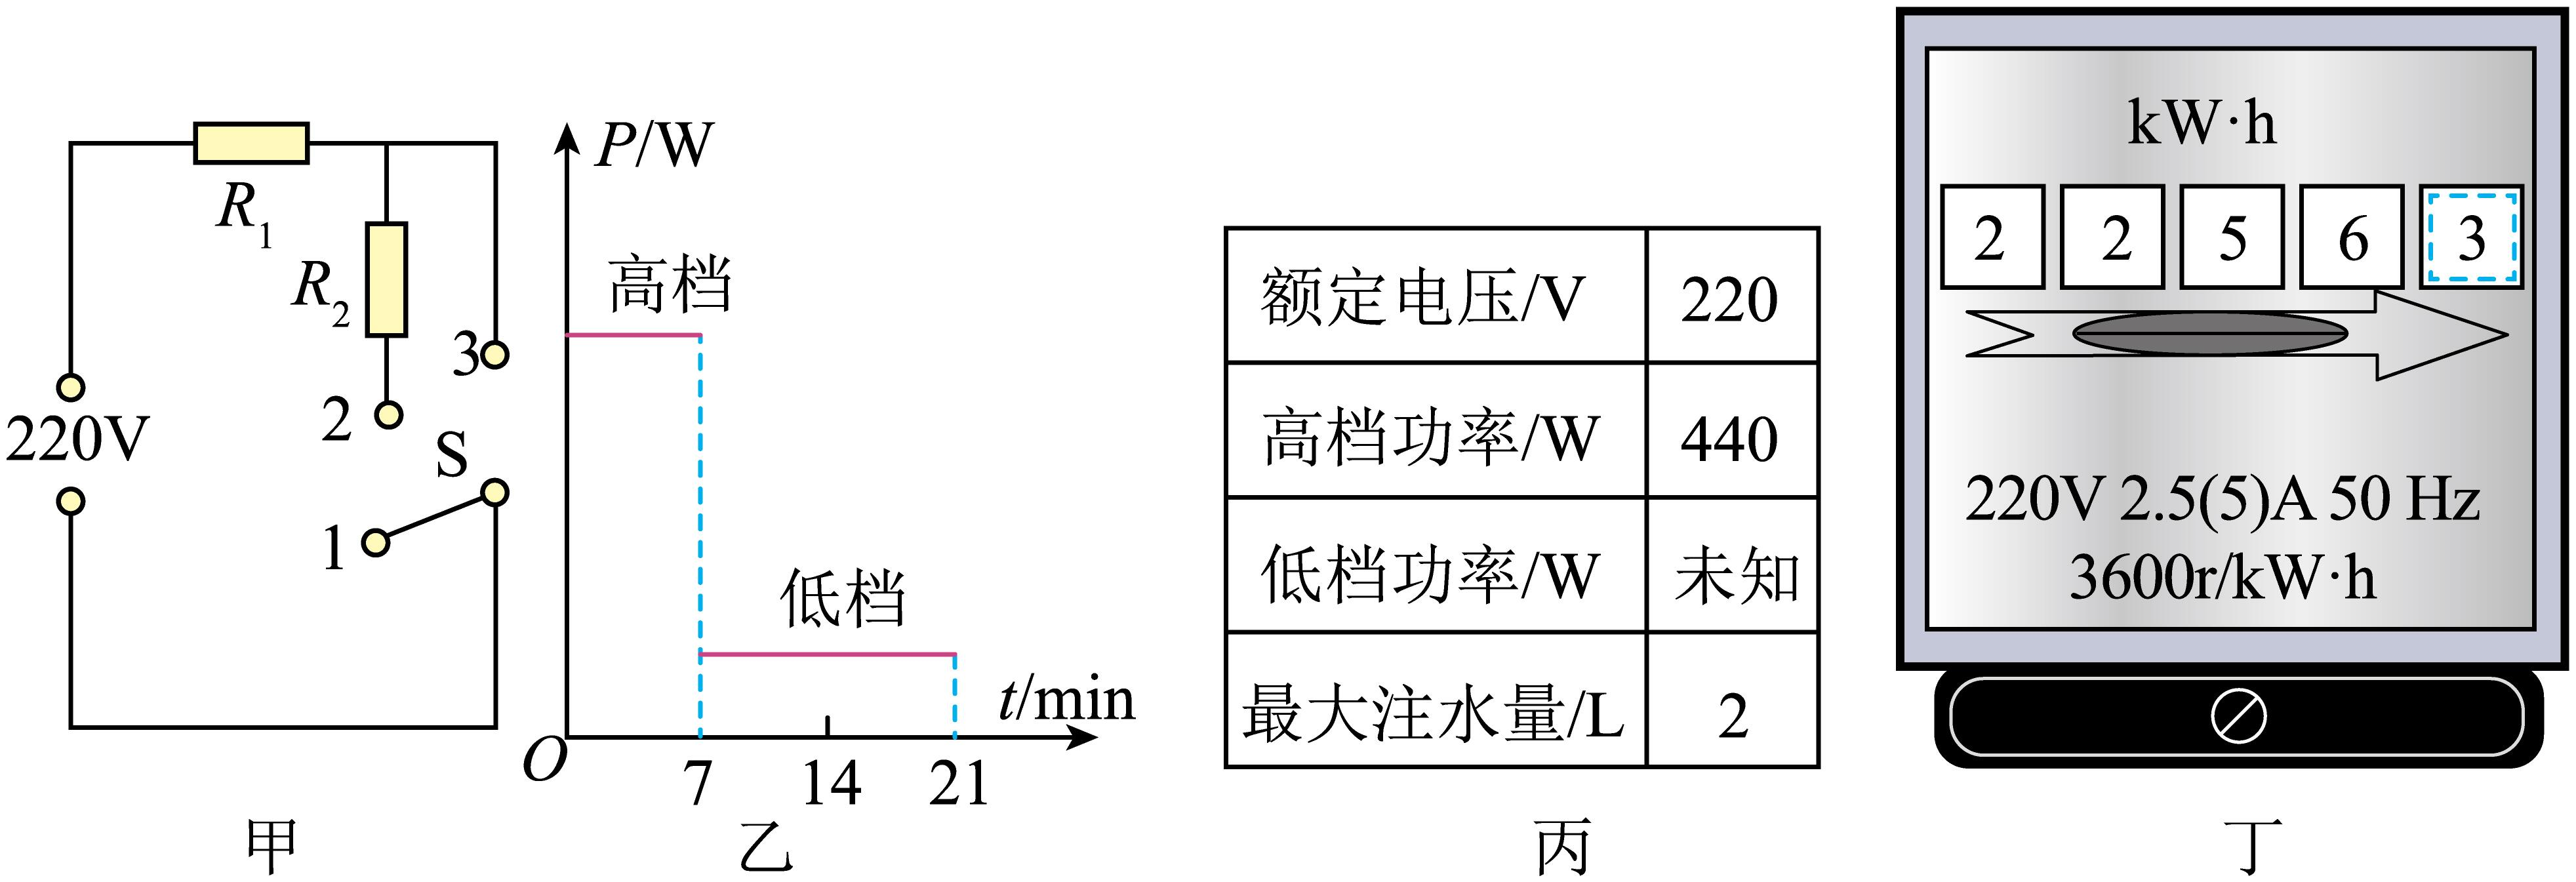 R1
R2
3
2
220V
S
1
甲
P/W
高档
低档
t/min
O
7 14 21
乙
额定电压/V 220
高档功率/W 440
低档功率/W 未知
最大注水量/L 2
丙
kW·h
2 2 5 6 3
220V 2.5(5)A 50 Hz
3600r/kW·h
丁